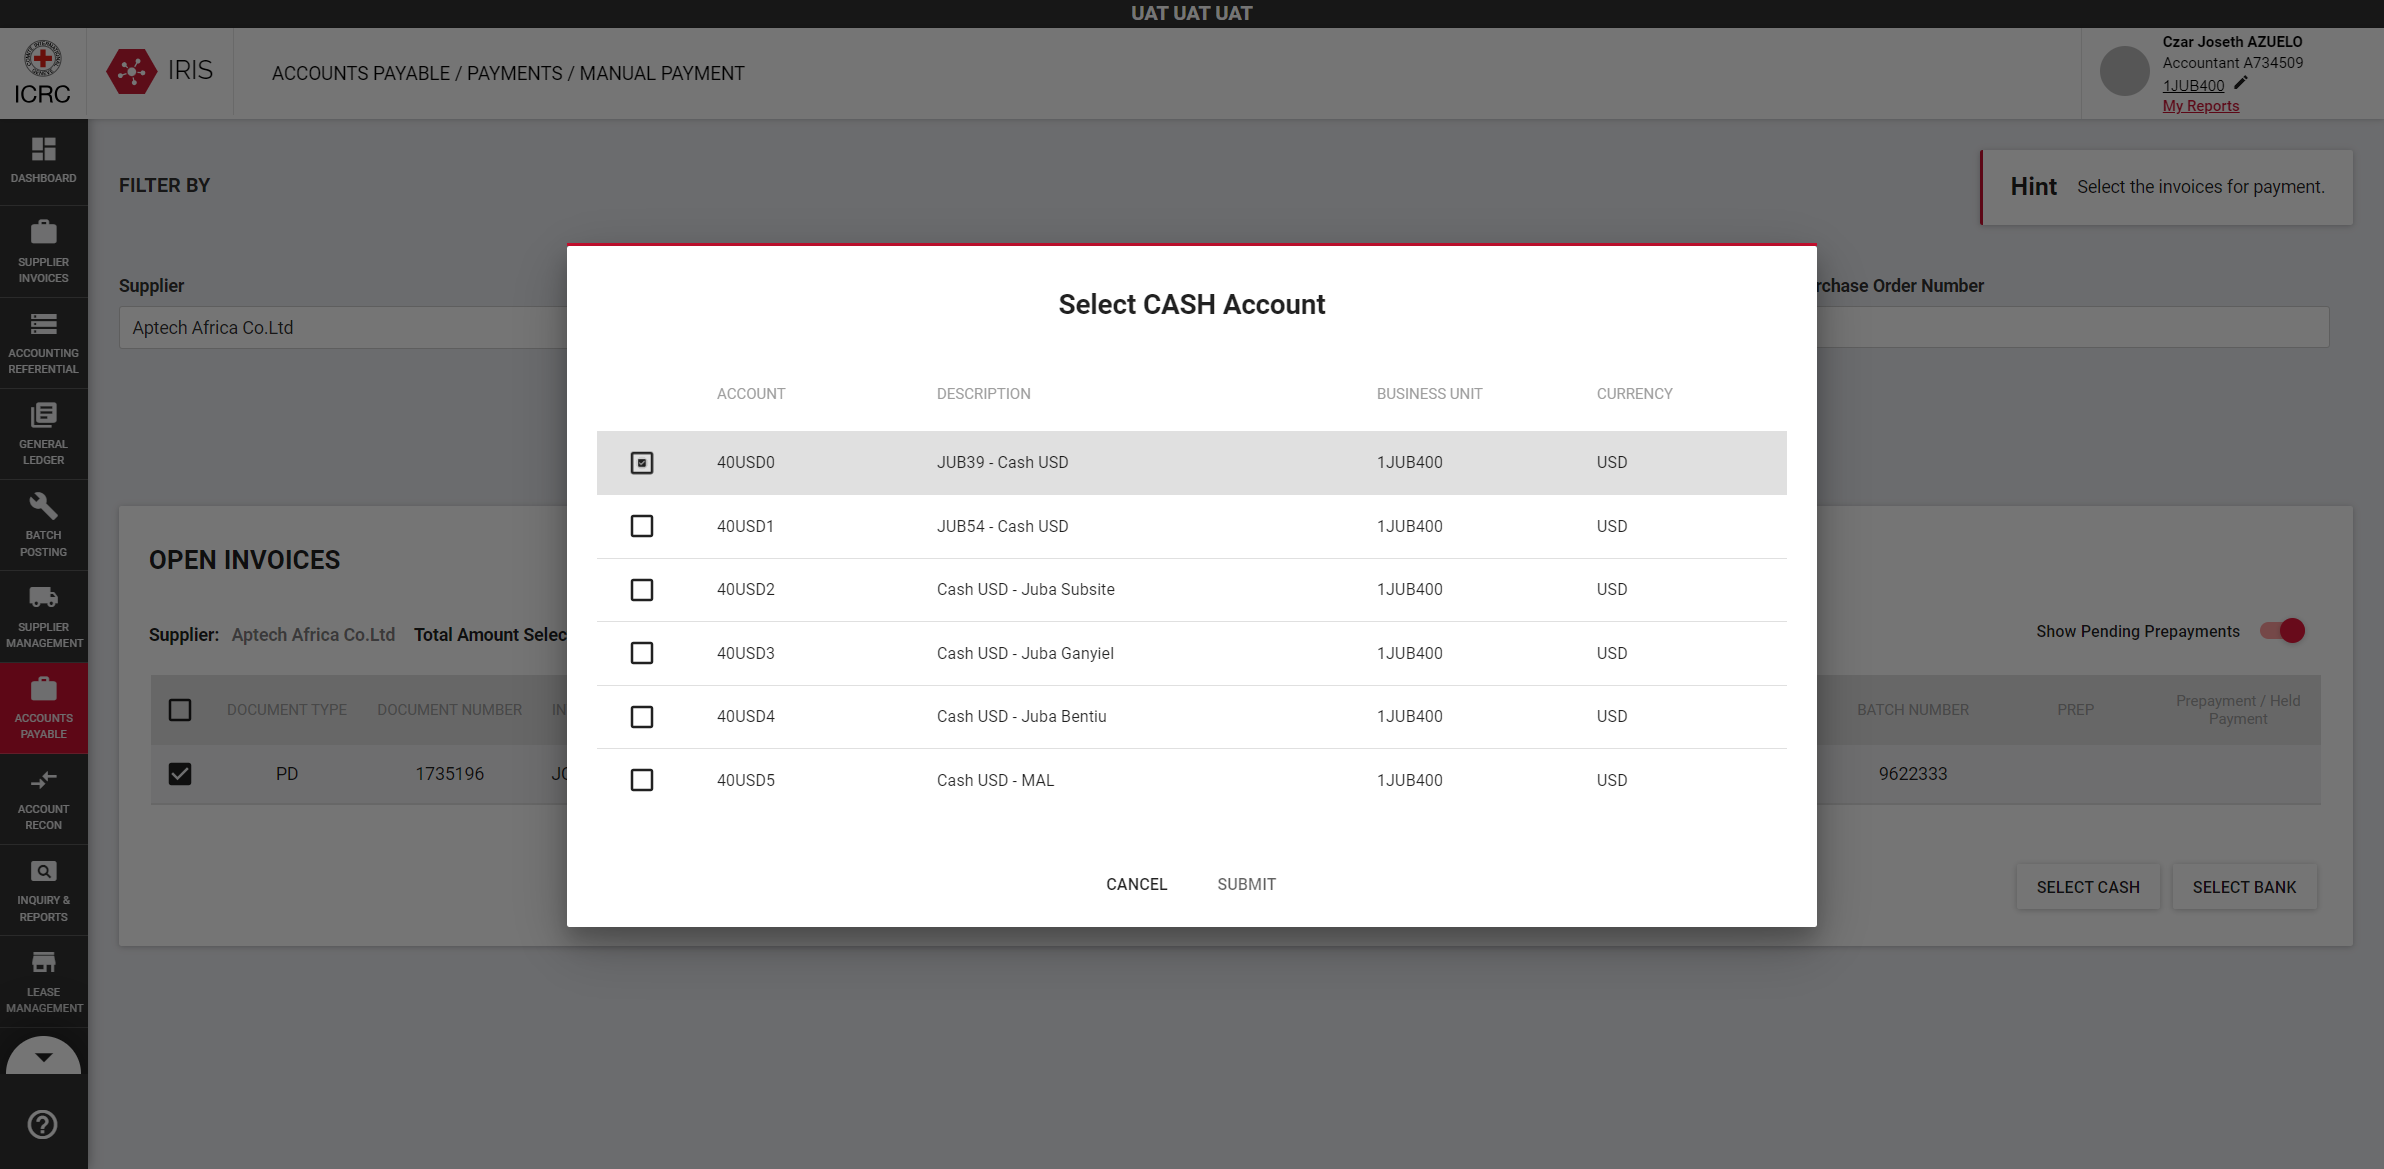 UAT UAT UAT
ICRC
IRIS
ACCOUNTS PAYABLE / PAYMENTS / MANUAL PAYMENT
Czar Joseth AZUELO
Accountant A734509
1JUB400
My Reports
DASHBOARD
SUPPLIER
INVOICES
ACCOUNTING
REFERENTIAL
GENERAL
LEDGER
BATCH
POSTING
SUPPLIER
MANAGEMENT
ACCOUNTS
PAYABLE
ACCOUNT
RECON
INQUIRY &
REPORTS
LEASE
MANAGEMENT
FILTER BY
Hint Select the invoices for payment.
Supplier
rchase Order Number
Aptech Africa Co.Ltd
Select CASH Account
ACCOUNT DESCRIPTION BUSINESS UNIT CURRENCY
40USD0 JUB39 - Cash USD 1JUB400 USD
40USD1 JUB54 - Cash USD 1JUB400 USD
40USD2 Cash USD - Juba Subsite 1JUB400 USD
40USD3 Cash USD - Juba Ganyiel 1JUB400 USD
40USD4 Cash USD - Juba Bentiu 1JUB400 USD
40USD5 Cash USD - MAL 1JUB400 USD
CANCEL SUBMIT
OPEN INVOICES
Supplier: Aptech Africa Co.Ltd Total Amount Selec
Show Pending Prepayments
DOCUMENT TYPE DOCUMENT NUMBER IN BATCH NUMBER PREP Prepayment / Held
Payment
PD 1735196 9622333
SELECT CASH SELECT BANK